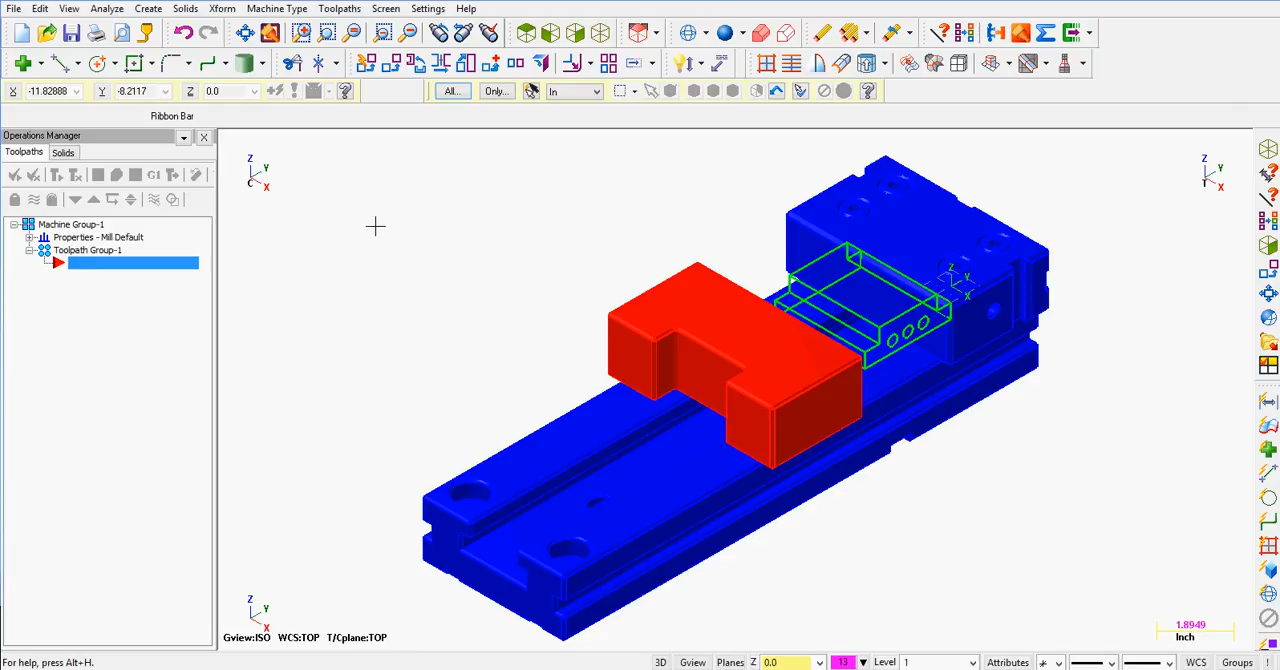 File Edit View Analyze Create Solids Xform Machine Type Toolpaths Screen Settings Help
X -11.82888 Y -8.2117 Z 0.0 All... Only... In
Ribbon Bar
Operations Manager
Toolpaths Solids
G1
Machine Group-1
Properties - Mill Default
Toolpath Group-1
Z Y X C
Z Y X T
Z Y X
Z Y X
Gview:ISO WCS:TOP T/Cplane:TOP
1.8949
Inch
For help, press Alt+H.
3D Gview Planes Z 0.0 13 Level 1 Attributes WCS Groups